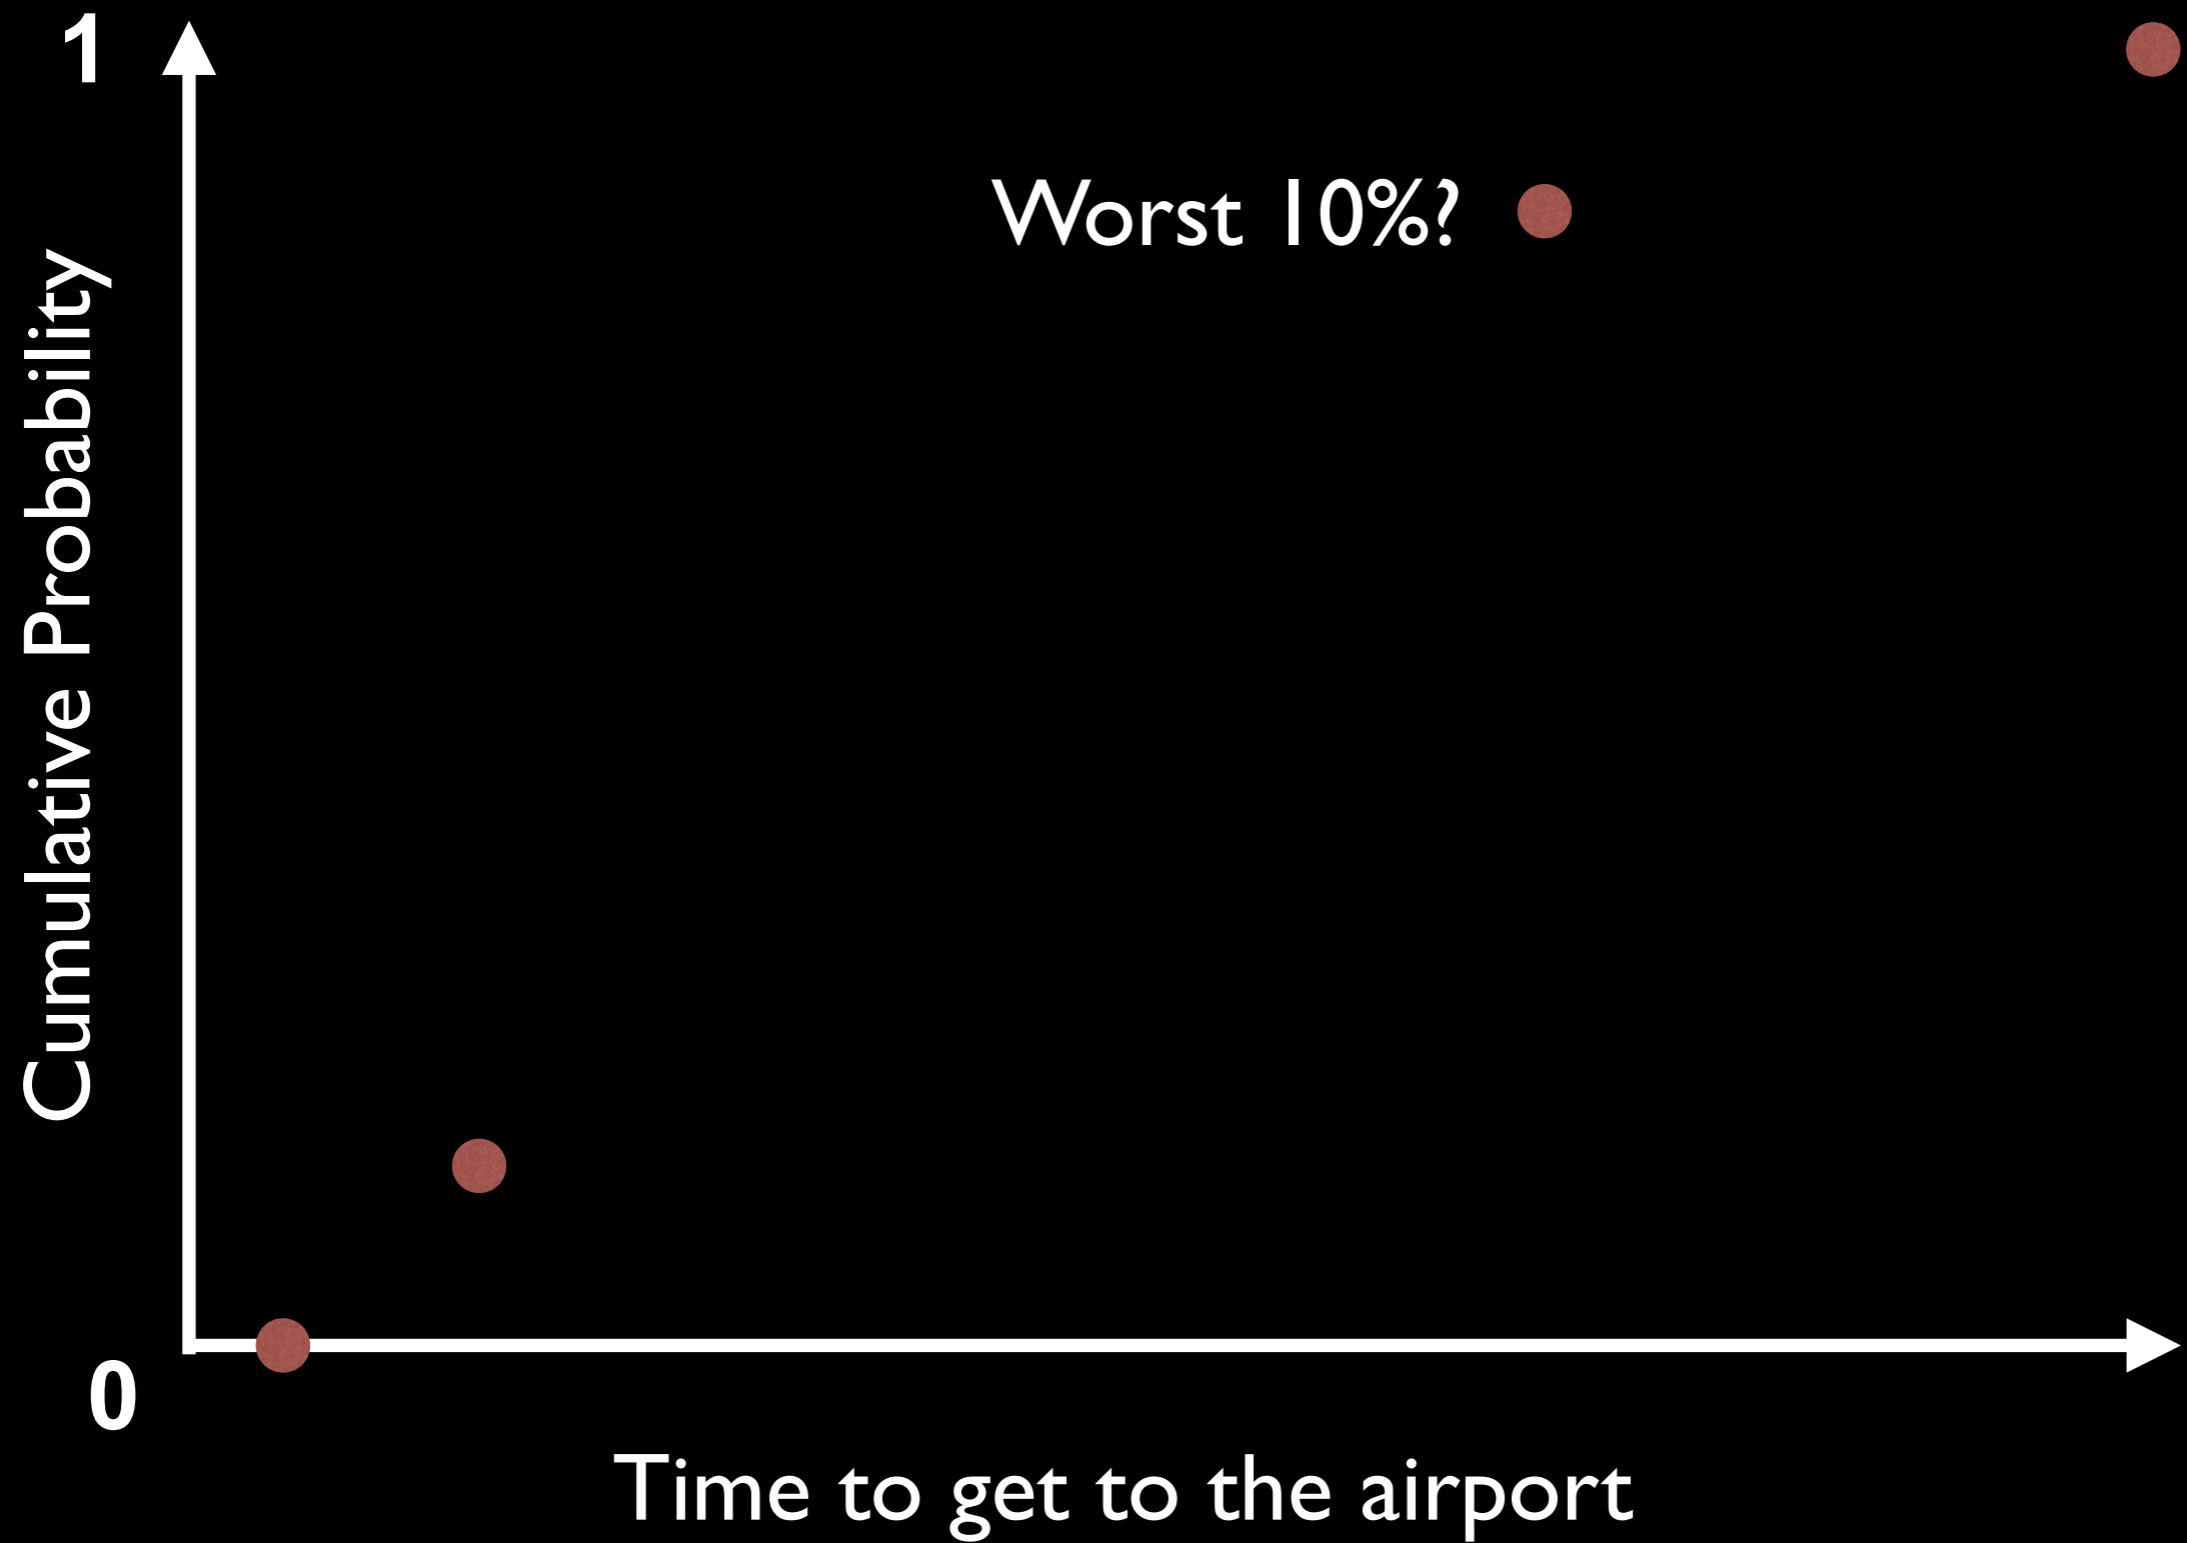 1
Worst 10%?
Cumulative Probability
0
Time to get to the airport